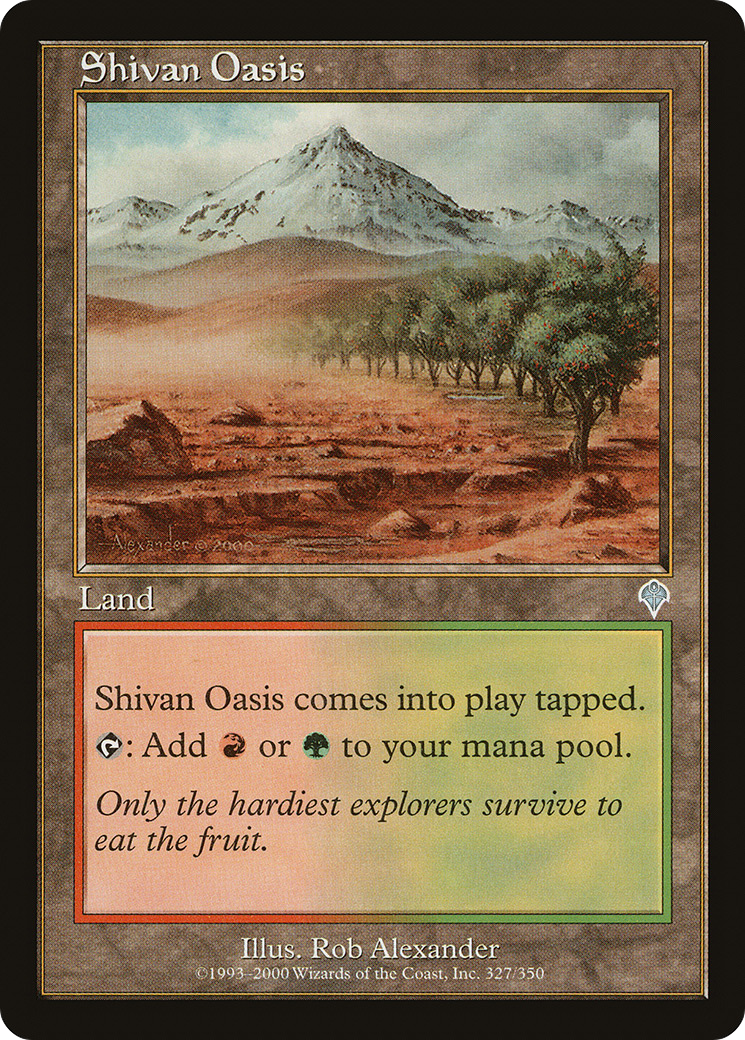 Shivan Oasis
Alexander © 2000
Land
Shivan Oasis comes into play tapped.
: Add or to your mana pool.
Only the hardiest explorers survive to
eat the fruit.
Illus. Rob Alexander
©1993–2000 Wizards of the Coast, Inc. 327/350